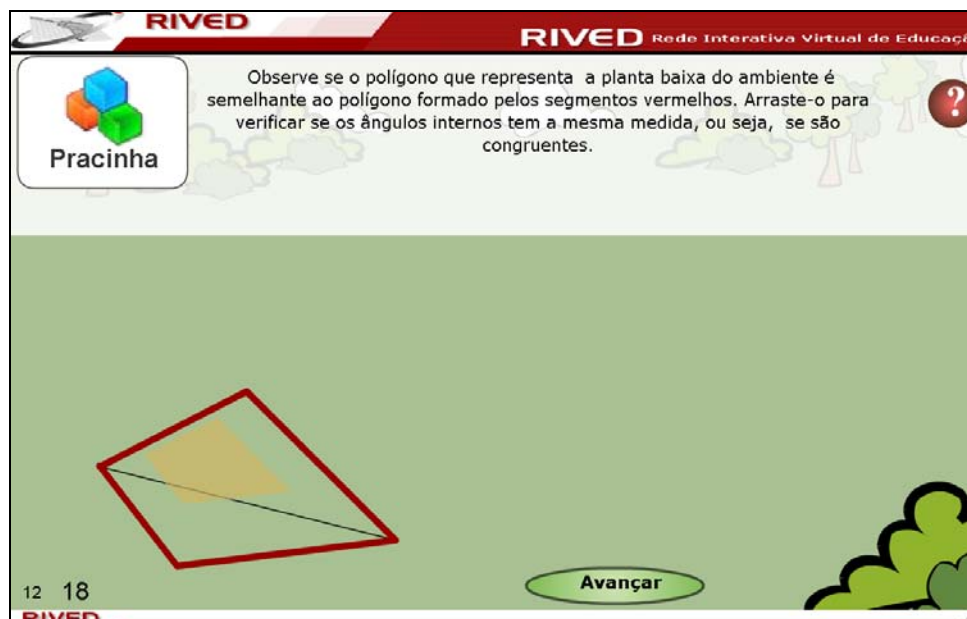 RIVED
RIVED Rede Interativa Virtual de Educaçã
Observe se o polígono que representa a planta baixa do ambiente é
semelhante ao polígono formado pelos segmentos vermelhos. Arraste-o para
verificar se os ângulos internos tem a mesma medida, ou seja, se são
congruentes.
?
Pracinha
Avançar
12 18
RIVED